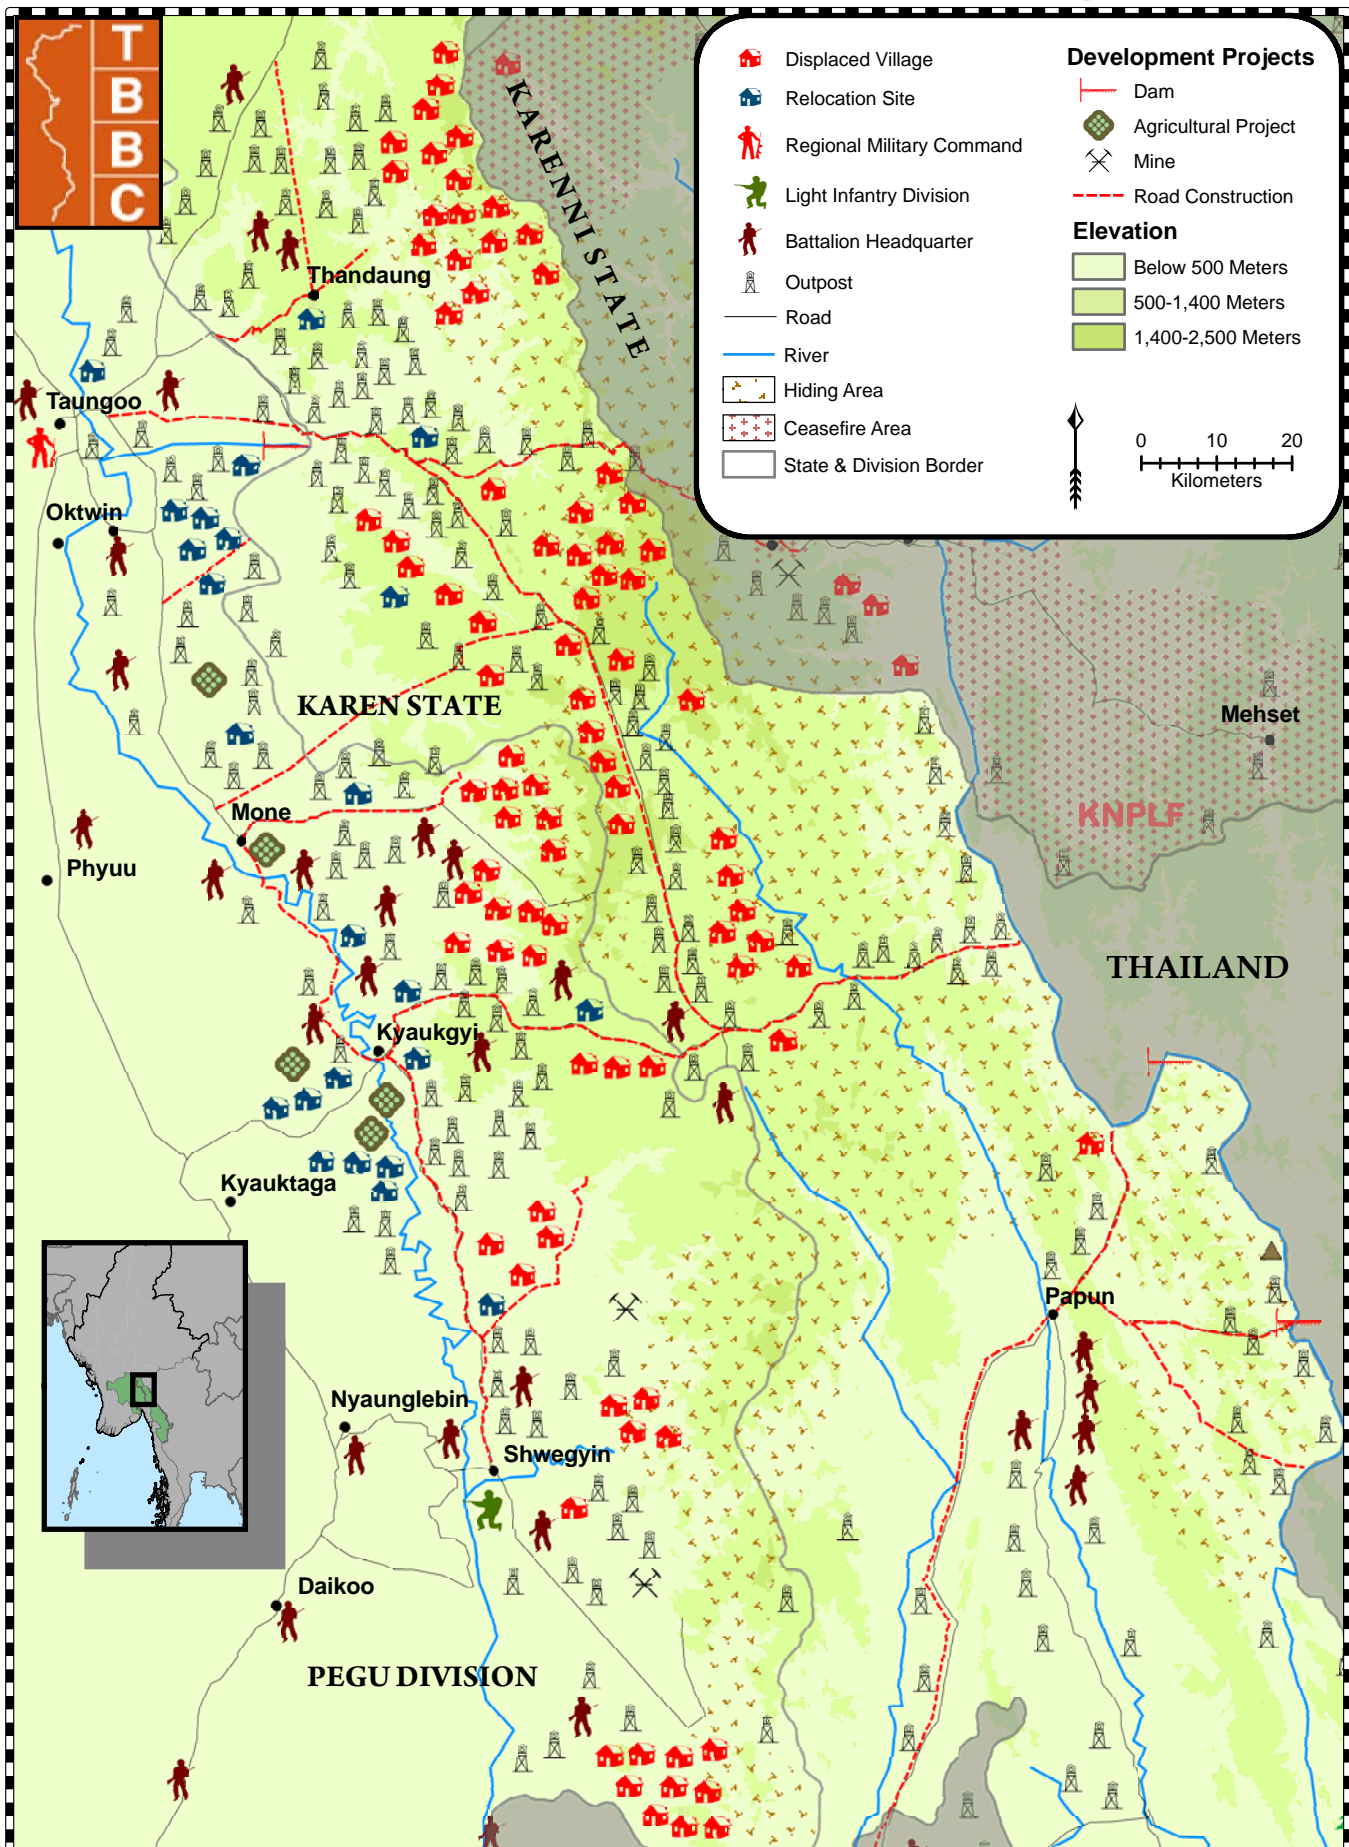 T
B
B
C
Displaced Village
Relocation Site
Regional Military Command
Light Infantry Division
Battalion Headquarter
Outpost
Road
River
Hiding Area
Ceasefire Area
State & Division Border
Development Projects
Dam
Agricultural Project
Mine
Road Construction
Elevation
Below 500 Meters
500-1,400 Meters
1,400-2,500 Meters
0 10 20
Kilometers
KARENNI STATE
Thandaung
Taungoo
Oktwin
KAREN STATE
Mehset
Mone
KNPLF
Phyuu
THAILAND
Kyaukgyi
Kyauktaga
Papun
Nyaunglebin
Shwegyin
Daikoo
PEGU DIVISION